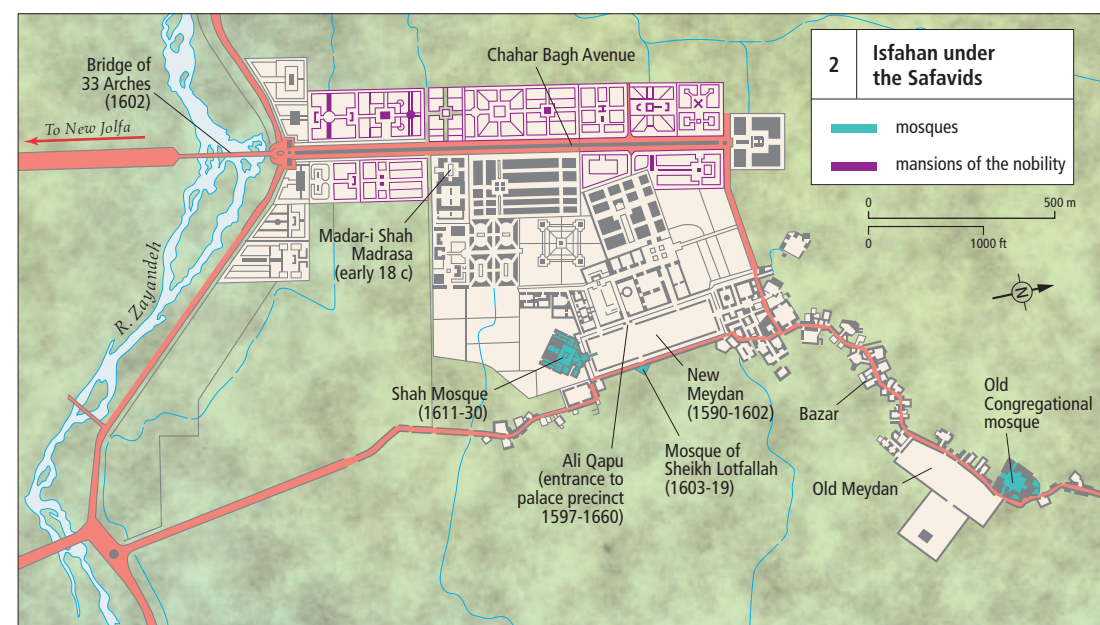 2
Isfahan under
the Safavids
mosques
mansions of the nobility
0
500 m
0
1000 ft
N
Bridge of
33 Arches
(1602)
To New Jolfa
Chahar Bagh Avenue
R. Zayandeh
Madar-i Shah
Madrasa
(early 18 c)
Shah Mosque
(1611-30)
Ali Qapu
(entrance to
palace precinct
1597-1660)
New
Meydan
(1590-1602)
Mosque of
Sheikh Lotfallah
(1603-19)
Bazar
Old Meydan
Old
Congregational
mosque